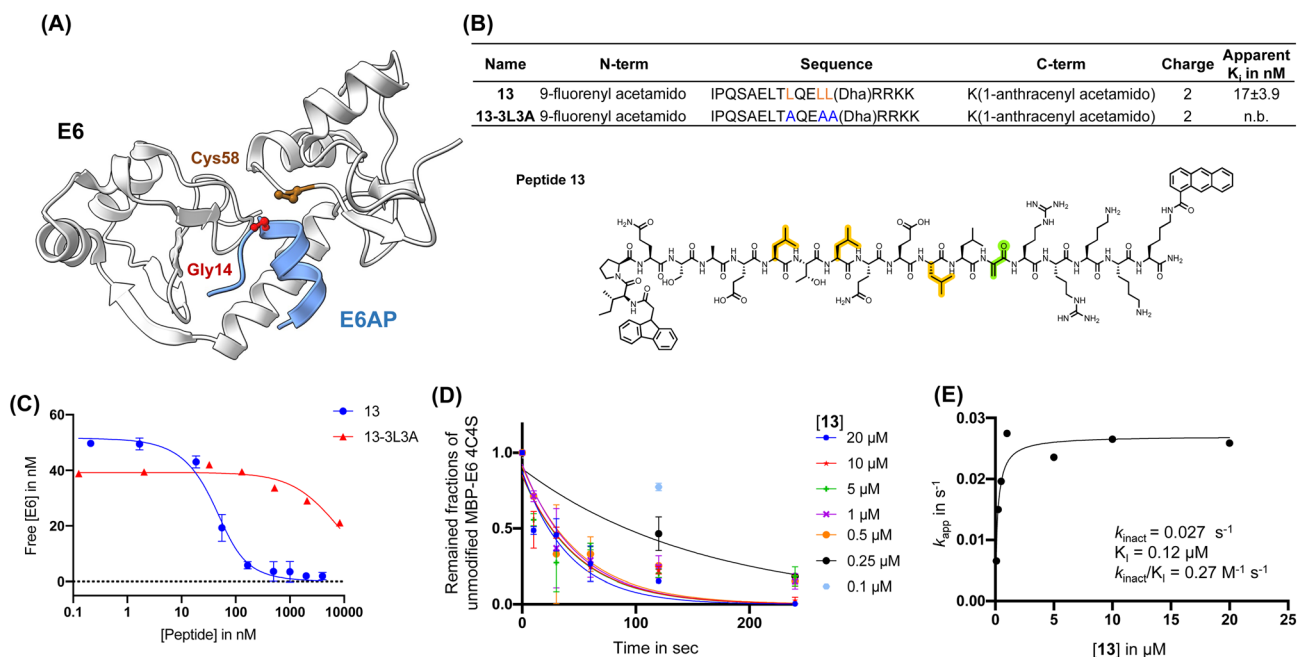 (A)
E6
Cys58
Gly14
E6AP
(B)
Name N-term Sequence C-term Charge Apparent Ki in nM
13 9-fluorenyl acetamido IPQSAELTLQELL(Dha)RRKK K(1-anthracenyl acetamido) 2 17±3.9
13-3L3A 9-fluorenyl acetamido IPQSAELTAQEAA(Dha)RRKK K(1-anthracenyl acetamido) 2 n.b.
Peptide 13
(C)
Free [E6] in nM
60
40
20
0
0.1 1 10 100 1000 10000
[Peptide] in nM
13
13-3L3A
(D)
Remained fractions of
unmodified MBP-E6 4C4S
1.0
0.5
0.0
0 100 200
Time in sec
[13]
20 µM
10 µM
5 µM
1 µM
0.5 µM
0.25 µM
0.1 µM
(E)
kapp in s-1
0.03
0.02
0.01
0.00
0 5 10 15 20 25
[13] in µM
kinact = 0.027 s-1
KI = 0.12 µM
kinact/KI = 0.27 M-1 s-1